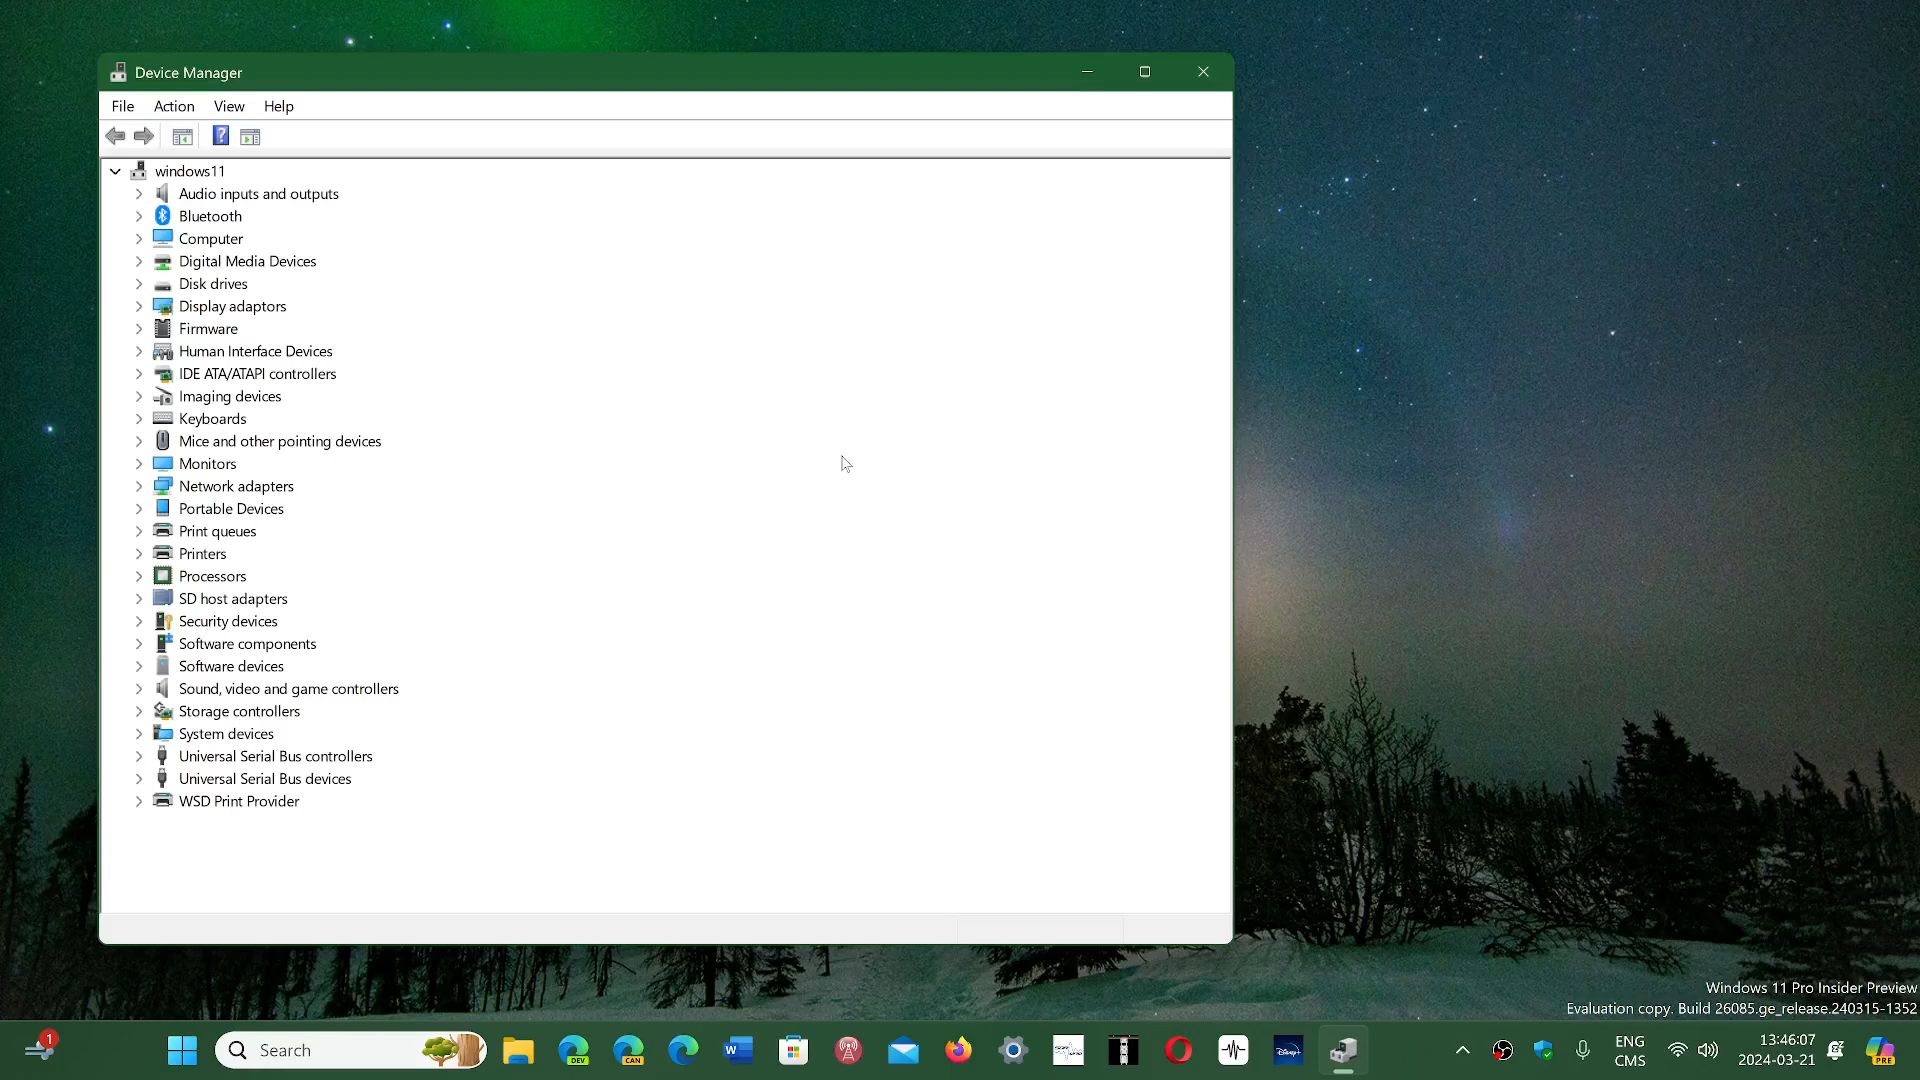 Device Manager
File Action View Help
?
windows11
Audio inputs and outputs
Bluetooth
Computer
Digital Media Devices
Disk drives
Display adaptors
Firmware
Human Interface Devices
IDE ATA/ATAPI controllers
Imaging devices
Keyboards
Mice and other pointing devices
Monitors
Network adapters
Portable Devices
Print queues
Printers
Processors
SD host adapters
Security devices
Software components
Software devices
Sound, video and game controllers
Storage controllers
System devices
Universal Serial Bus controllers
Universal Serial Bus devices
WSD Print Provider
Windows 11 Pro Insider Preview
Evaluation copy. Build 26085.ge_release.240315-1352
1
Search
DEV
CAN
W
Disney+
ENG
CMS
13:46:07
2024-03-21
PRE